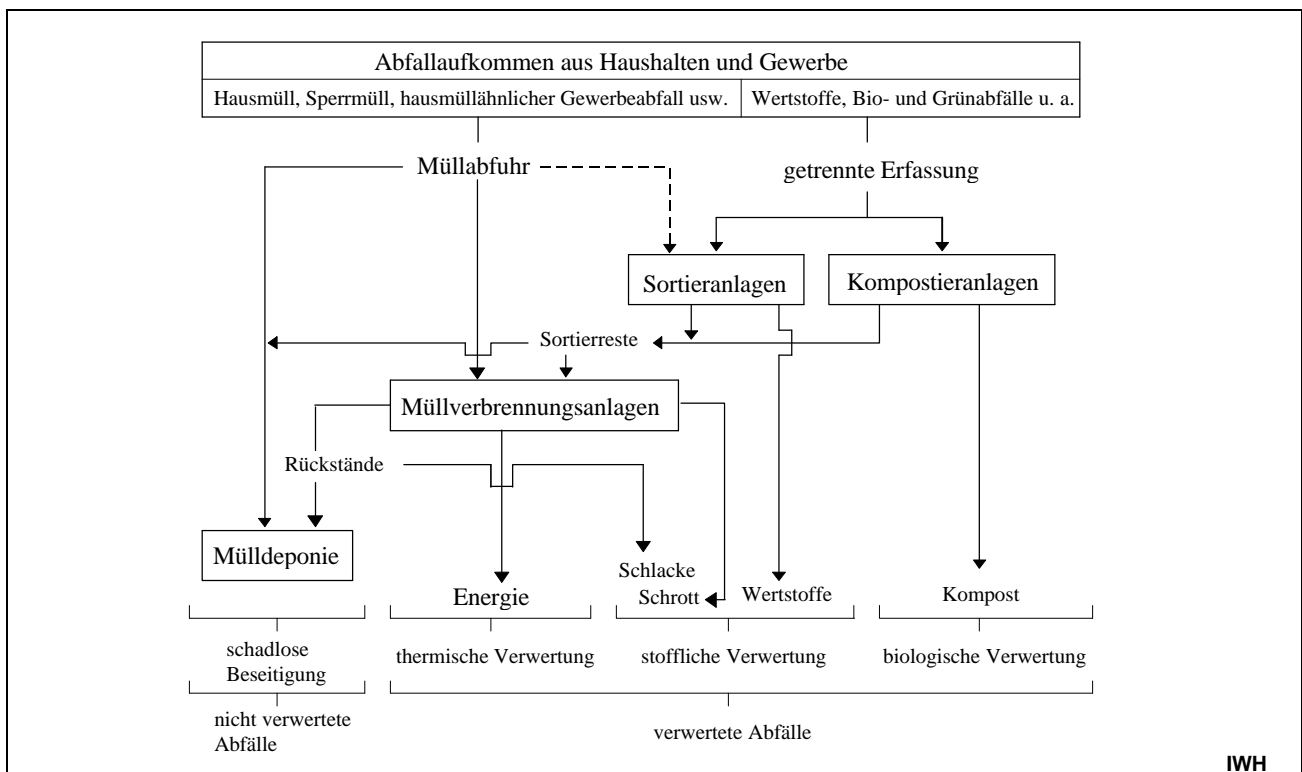 Abfallaufkommen aus Haushalten und Gewerbe
Hausmüll, Sperrmüll, hausmüllähnlicher Gewerbeabfall usw.
Wertstoffe, Bio- und Grünabfälle u. a.
Müllabfuhr
getrennte Erfassung
Sortieranlagen
Kompostieranlagen
Sortierreste
Müllverbrennungsanlagen
Rückstände
Mülldeponie
Schlacke
Schrott
Energie
Wertstoffe
Kompost
schadlose
Beseitigung
thermische Verwertung
stoffliche Verwertung
biologische Verwertung
nicht verwertete
Abfälle
verwertete Abfälle
IWH